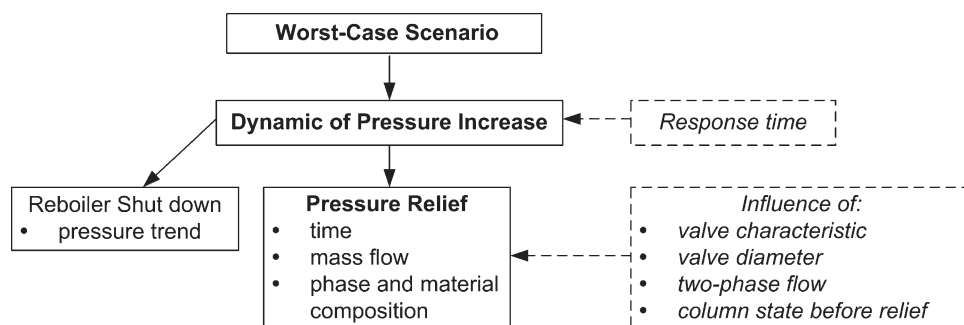 Worst-Case Scenario
Dynamic of Pressure Increase
Response time
Reboiler Shut down
• pressure trend
Pressure Relief
• time
• mass flow
• phase and material
composition
Influence of:
• valve characteristic
• valve diameter
• two-phase flow
• column state before relief